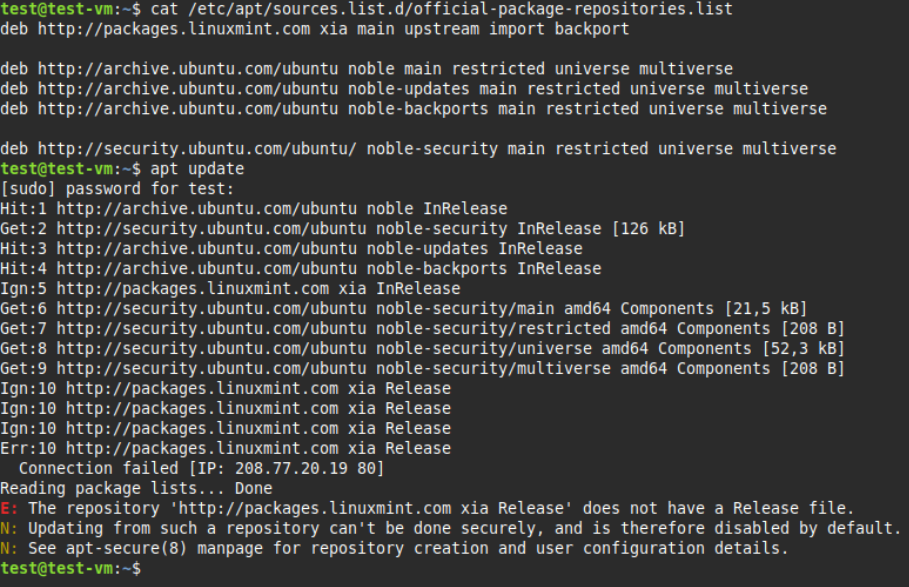 test@test-vm:~$ cat /etc/apt/sources.list.d/official-package-repositories.list
deb http://packages.linuxmint.com xia main upstream import backport
deb http://archive.ubuntu.com/ubuntu noble main restricted universe multiverse
deb http://archive.ubuntu.com/ubuntu noble-updates main restricted universe multiverse
deb http://archive.ubuntu.com/ubuntu noble-backports main restricted universe multiverse
deb http://security.ubuntu.com/ubuntu/ noble-security main restricted universe multiverse
test@test-vm:~$ apt update
[sudo] password for test:
Hit:1 http://archive.ubuntu.com/ubuntu noble InRelease
Get:2 http://security.ubuntu.com/ubuntu noble-security InRelease [126 kB]
Hit:3 http://archive.ubuntu.com/ubuntu noble-updates InRelease
Hit:4 http://archive.ubuntu.com/ubuntu noble-backports InRelease
Ign:5 http://packages.linuxmint.com xia InRelease
Get:6 http://security.ubuntu.com/ubuntu noble-security/main amd64 Components [21,5 kB]
Get:7 http://security.ubuntu.com/ubuntu noble-security/restricted amd64 Components [208 B]
Get:8 http://security.ubuntu.com/ubuntu noble-security/universe amd64 Components [52,3 kB]
Get:9 http://security.ubuntu.com/ubuntu noble-security/multiverse amd64 Components [208 B]
Ign:10 http://packages.linuxmint.com xia Release
Ign:10 http://packages.linuxmint.com xia Release
Ign:10 http://packages.linuxmint.com xia Release
Err:10 http://packages.linuxmint.com xia Release
  Connection failed [IP: 208.77.20.19 80]
Reading package lists... Done
E: The repository 'http://packages.linuxmint.com xia Release' does not have a Release file.
N: Updating from such a repository can't be done securely, and is therefore disabled by default.
N: See apt-secure(8) manpage for repository creation and user configuration details.
test@test-vm:~$